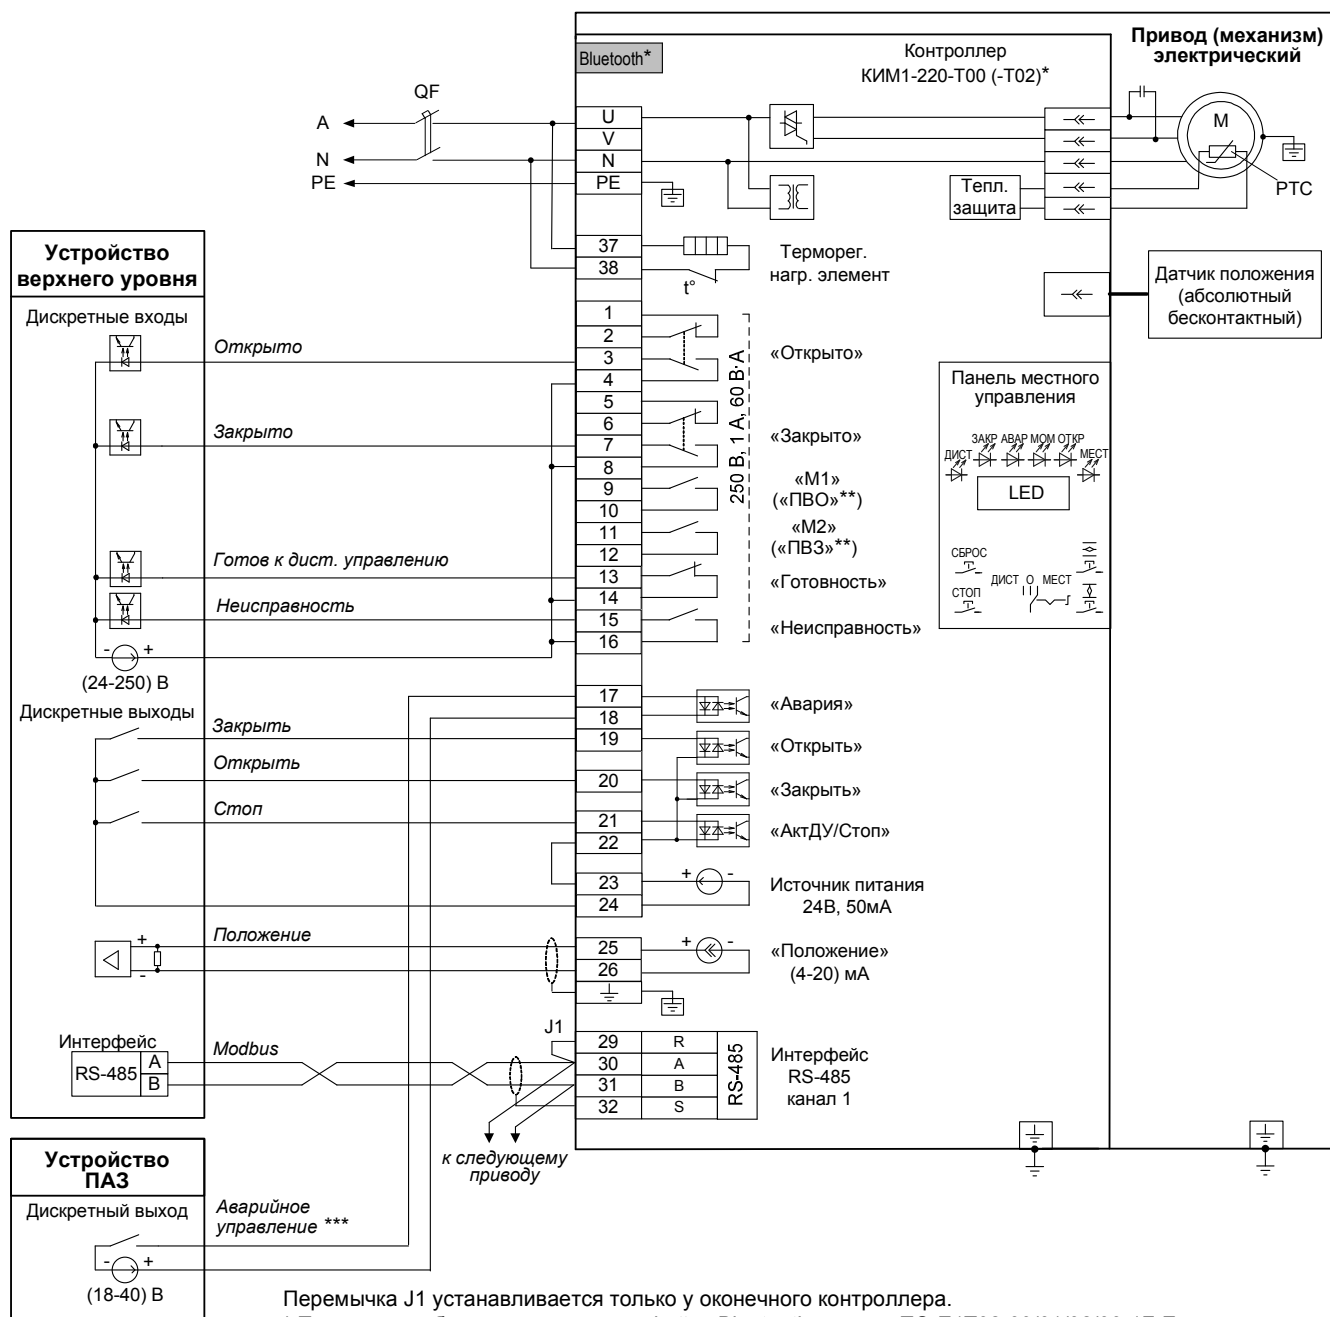 Bluetooth*
Контроллер
КИМ1-220-Т00 (-Т02)*
Привод (механизм)
электрический
QF
A
N
PE
U
V
N
PE
M
PTC
Тепл.
защита
37
38
t°
Терморег.
нагр. элемент
Датчик положения
(абсолютный
бесконтактный)
Устройство
верхнего уровня
Дискретные входы
Открыто
Закрыто
Готов к дист. управлению
Неисправность
- +
(24-250) В
1
2
3
4
5
6
7
8
9
10
11
12
13
14
15
16
250 В, 1 А, 60 В·А
«Открыто»
«Закрыто»
«М1»
(«ПВО»**)
«М2»
(«ПВЗ»**)
«Готовность»
«Неисправность»
Панель местного
управления
ДИСТ ЗАКР АВАР МОМ ОТКР МЕСТ
LED
СБРОС
СТОП
ДИСТ О МЕСТ
Дискретные выходы
Закрыть
Открыть
Стоп
17
18
19
20
21
22
23
24
«Авария»
«Открыть»
«Закрыть»
«АктДУ/Стоп»
+ -
Источник питания
24В, 50мА
+
-
Положение
25
26
+ -
«Положение»
(4-20) мА
Интерфейс
RS-485
A
B
Modbus
J1
29 R
30 A
31 B
32 S
RS-485
Интерфейс
RS-485
канал 1
к следующему
приводу
Устройство
ПАЗ
Дискретный выход
Аварийное
управление ***
- +
(18-40) В
Перемычка J1 устанавливается только у оконечного контроллера.